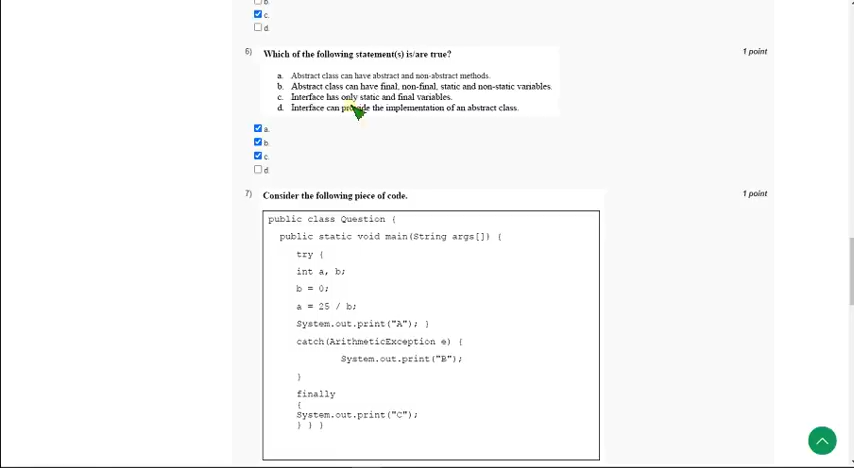 b.
c.
d.
6) Which of the following statement(s) is/are true? 1 point
a. Abstract class can have abstract and non-abstract methods.
b. Abstract class can have final, non-final, static and non-static variables.
c. Interface has only static and final variables.
d. Interface can provide the implementation of an abstract class.
a.
b.
c.
d.
7) Consider the following piece of code. 1 point
public class Question {
public static void main(String args[]) {
try {
int a, b;
b = 0;
a = 25 / b;
System.out.print("A"); }
catch(ArithmeticException e) {
System.out.print("B");
}
finally
{
System.out.print("C");
} } }